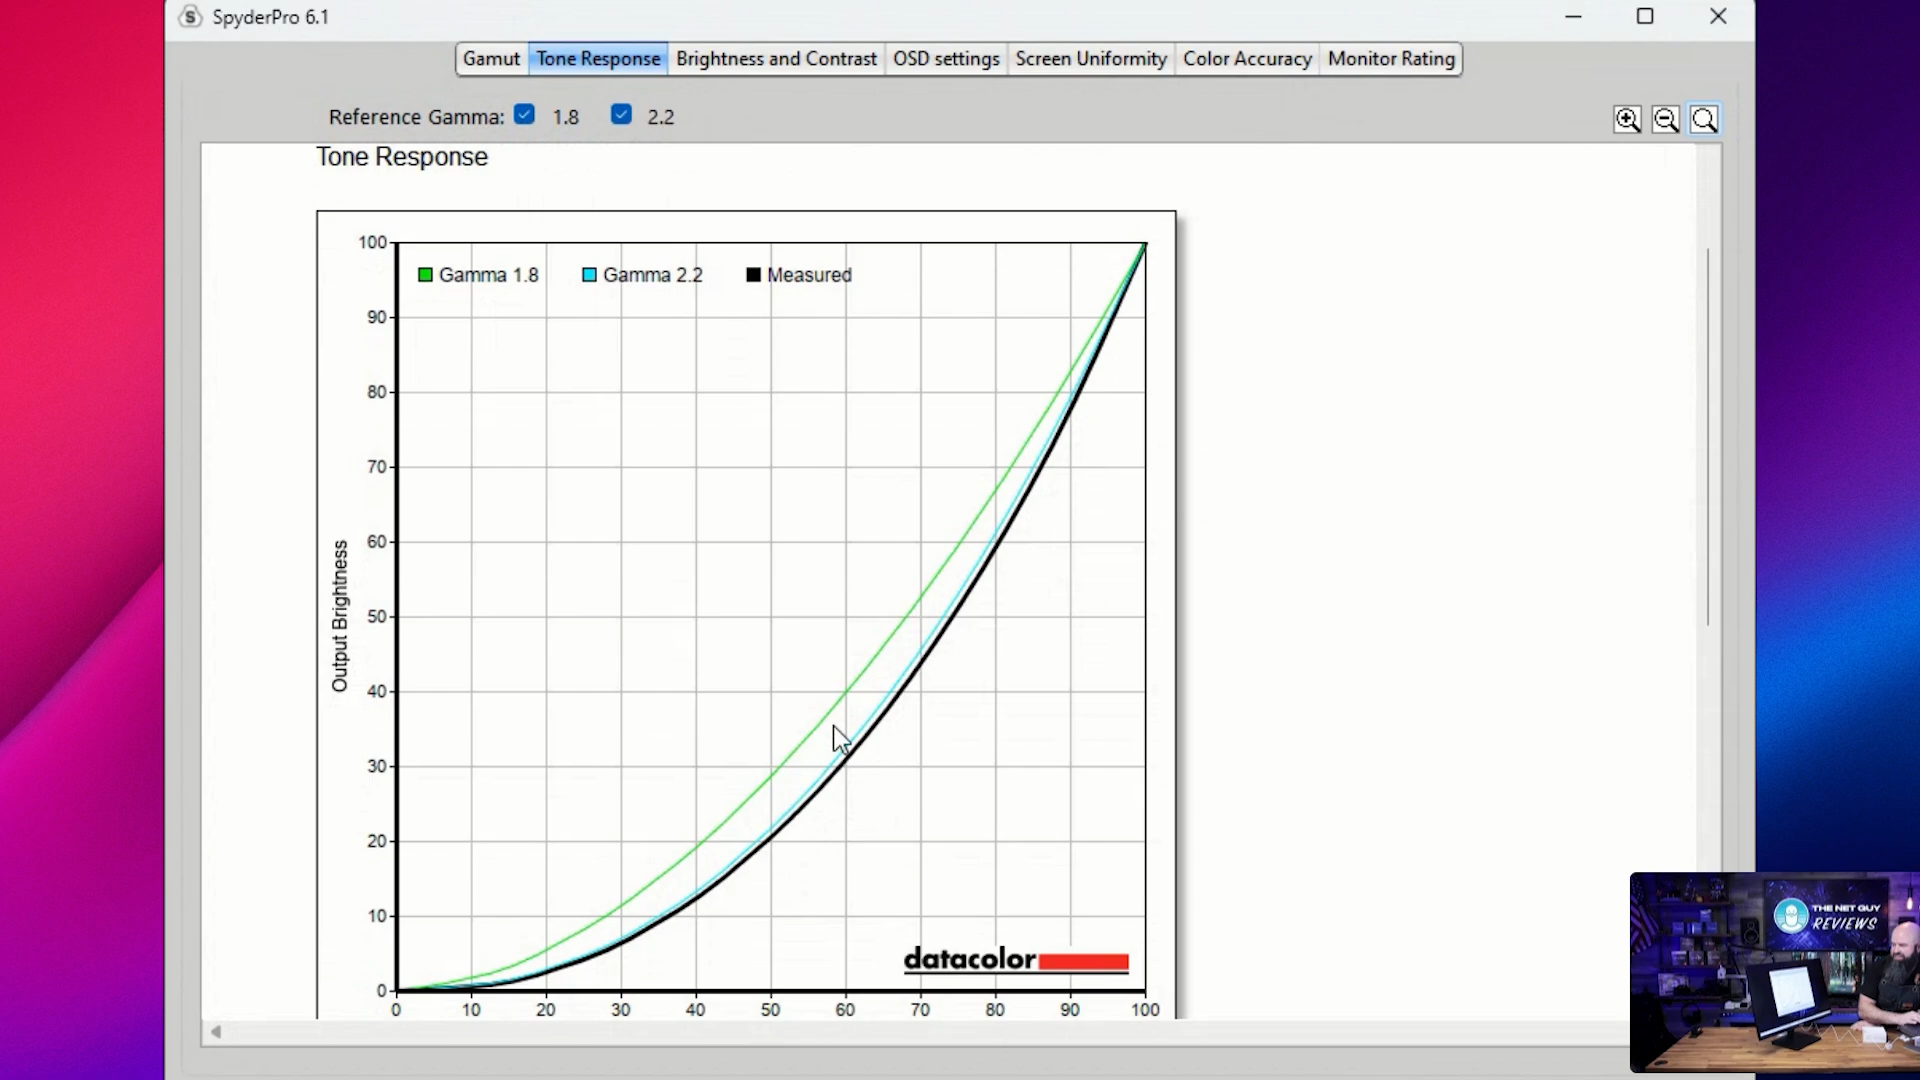 SpyderPro 6.1
Gamut Tone Response Brightness and Contrast OSD settings Screen Uniformity Color Accuracy Monitor Rating
Reference Gamma: 1.8 2.2
Tone Response
Gamma 1.8 Gamma 2.2 Measured
100
90
80
70
60
50
40
30
20
10
0
Output Brightness
datacolor
0 10 20 30 40 50 60 70 80 90 100
THE NET GUY
REVIEWS